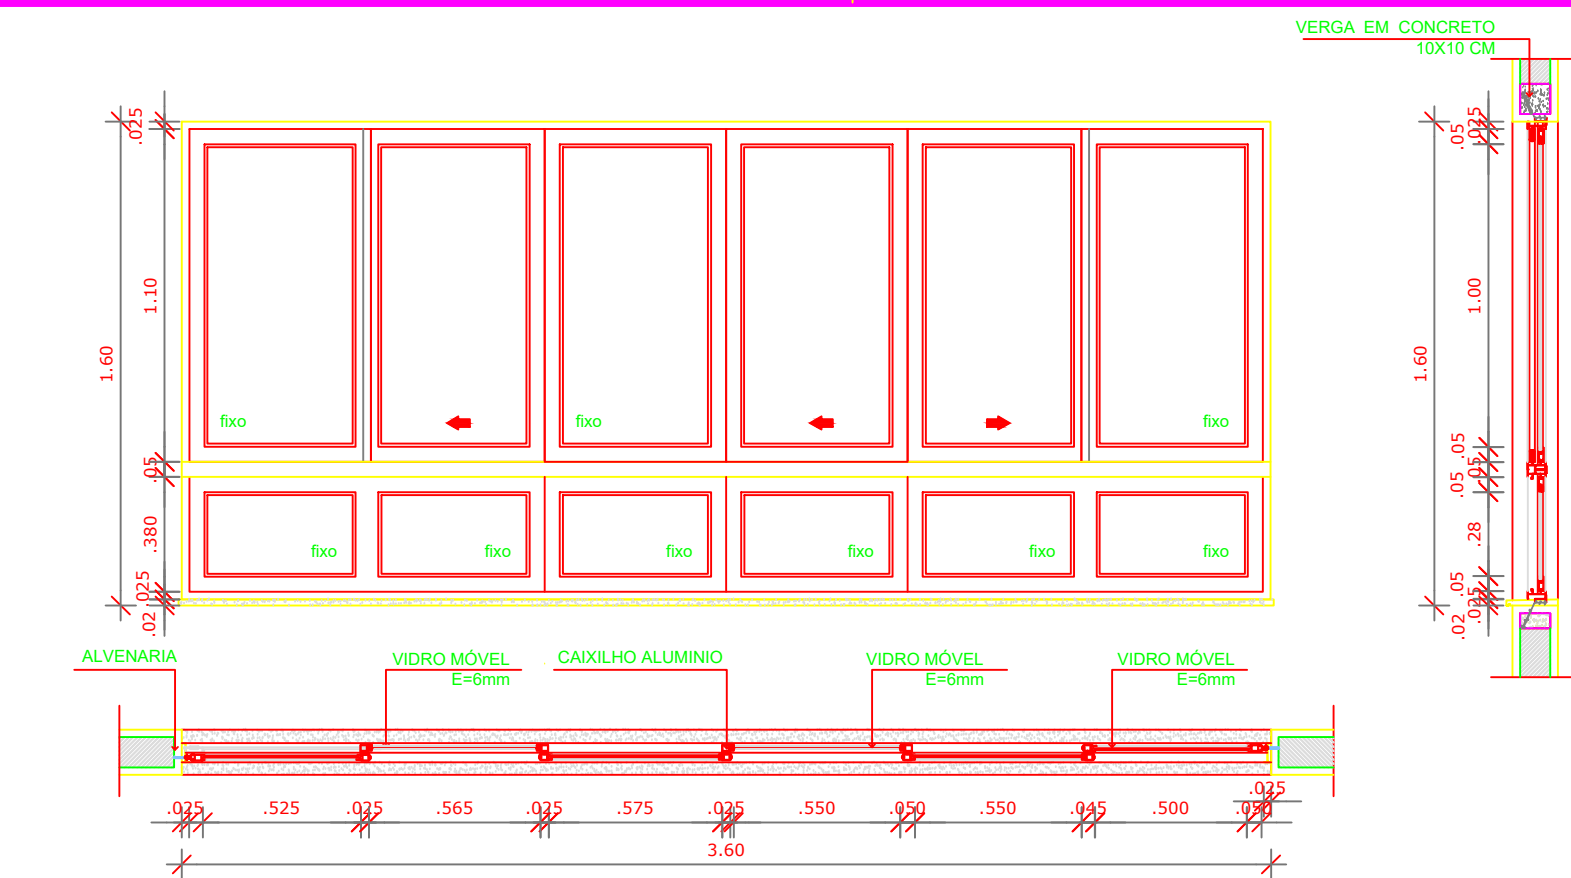 VERGA EM CONCRETO
10X10 CM
.025
1.10
1.60
.05
.380
.025
.02
fixo
fixo
fixo
fixo
fixo
fixo
fixo
fixo
fixo
.025
.05
1.00
1.60
.05
.05
.05
.28
.05
.025
.02
ALVENARIA
VIDRO MÓVEL
E=6mm
CAIXILHO ALUMINIO
VIDRO MÓVEL
E=6mm
VIDRO MÓVEL
E=6mm
.025
.525
.025
.565
.025
.575
.025
.550
.050
.550
.045
.500
.050
.025
3.60